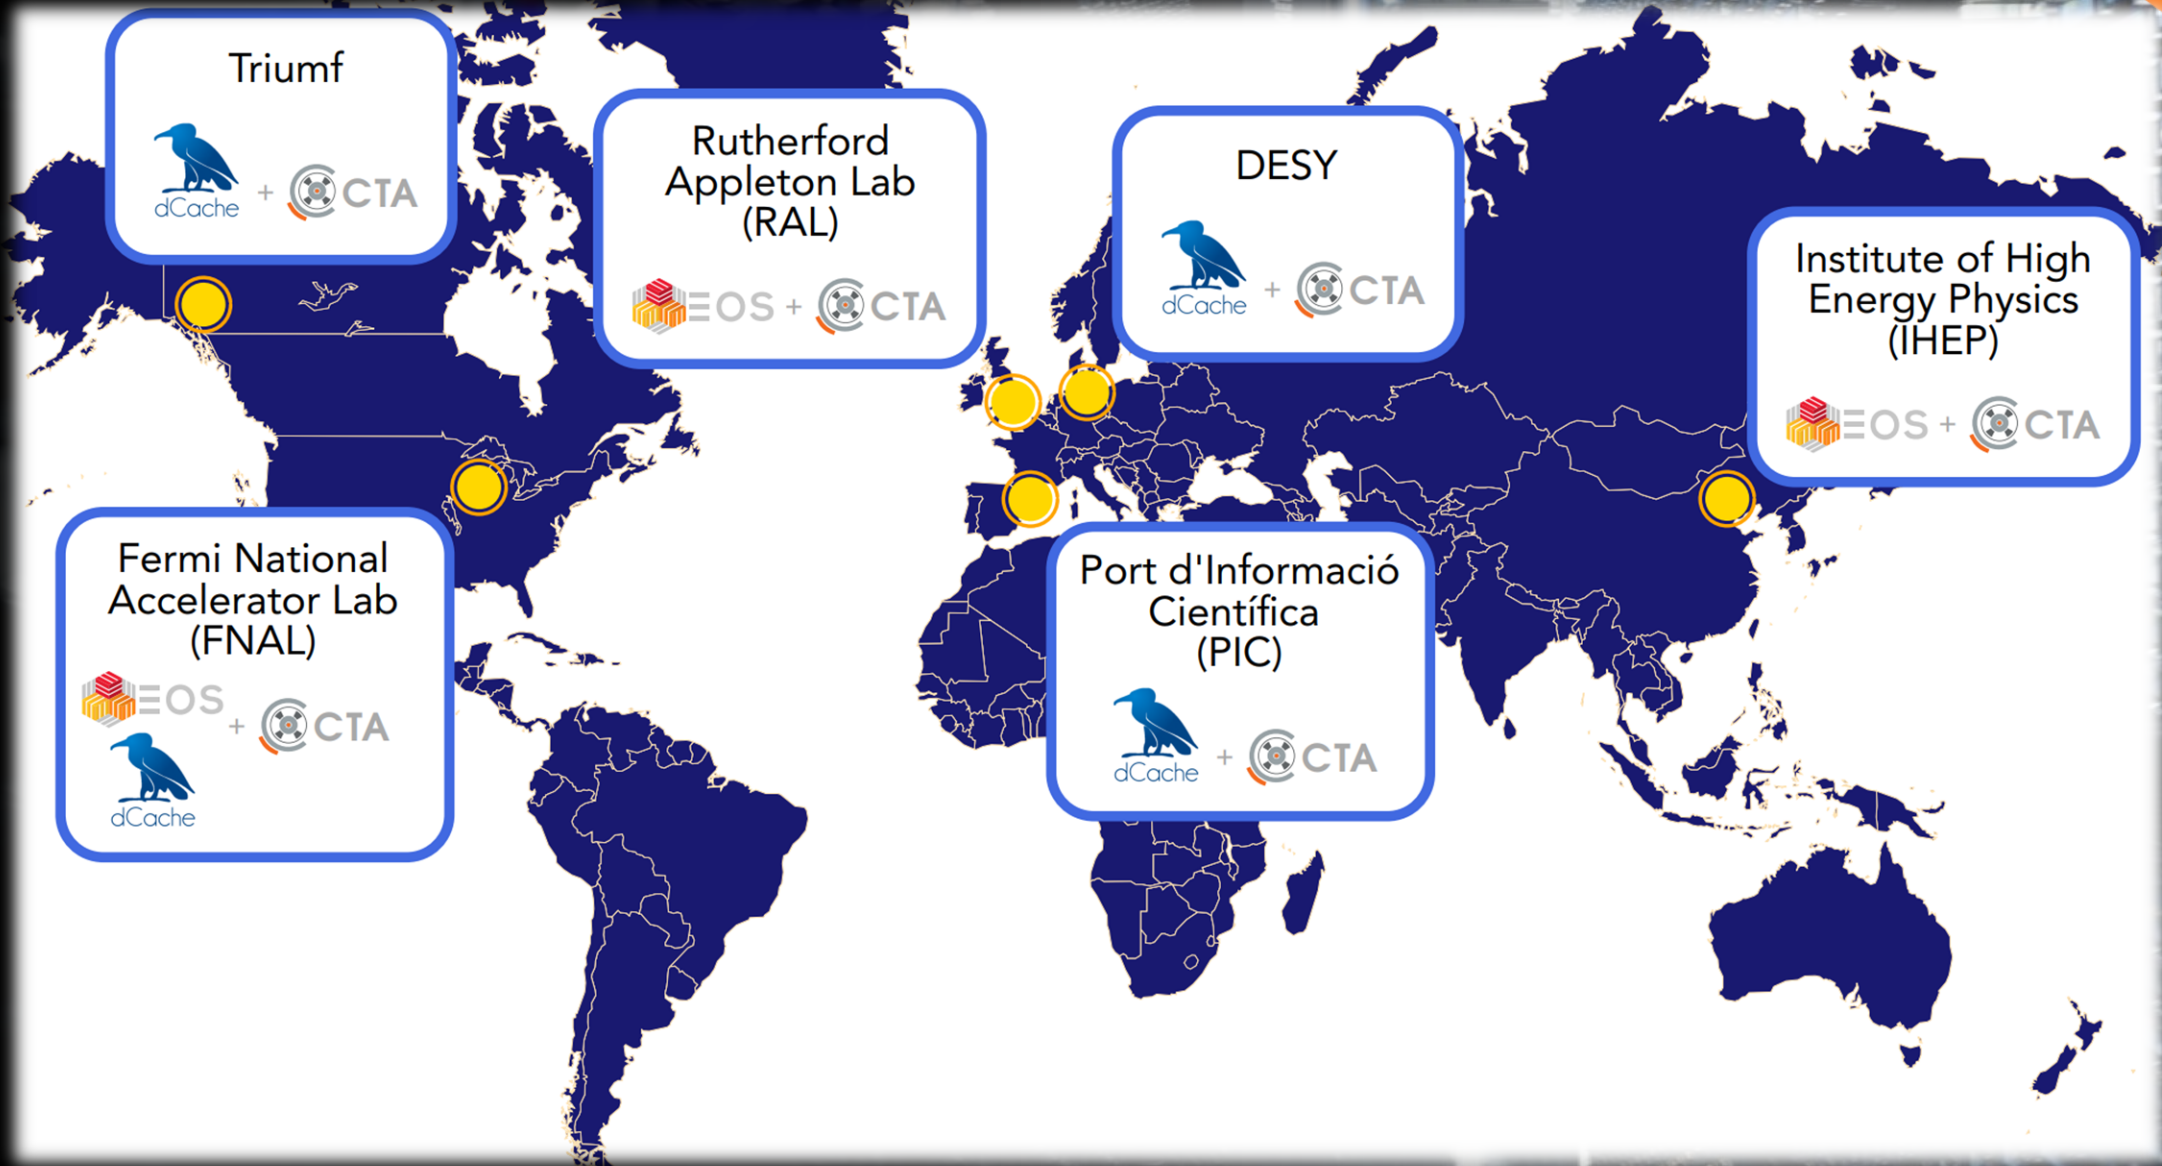 Triumf
dCache + CTA
Rutherford
Appleton Lab
(RAL)
EOS + CTA
DESY
dCache + CTA
Institute of High
Energy Physics
(IHEP)
EOS + CTA
Fermi National
Accelerator Lab
(FNAL)
EOS
+ CTA
dCache
Port d'Informació
Científica
(PIC)
dCache + CTA